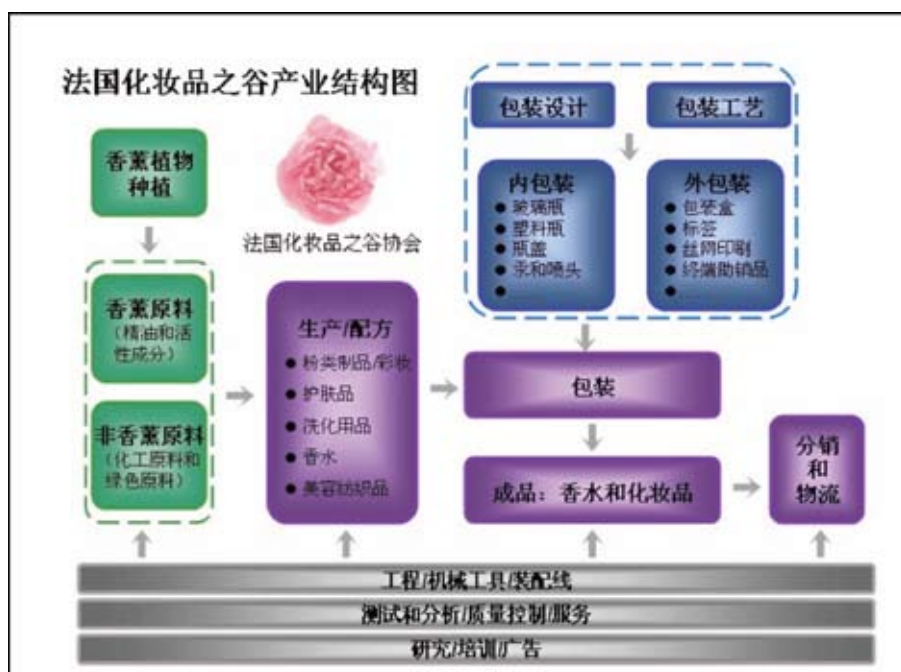 法国化妆品之谷产业结构图
香薰植物
种植
法国化妆品之谷协会
香薰原料
（精油和活
性成分）
非香薰原料
（化工原料和
绿色原料）
生产/配方
● 粉类制品/彩妆
● 护肤品
● 洗化用品
● 香水
● 美容纺织品
包装设计
包装工艺
内包装
● 玻璃瓶
● 塑料瓶
● 瓶盖
● 汞和喷头
●
外包装
● 包装盒
● 标签
● 丝网印刷
● 终端助销品
●
包装
成品：香水和化妆品
分销
和
物流
工程/机械工具/装配线
测试和分析/质量控制/服务
研究/培训/广告